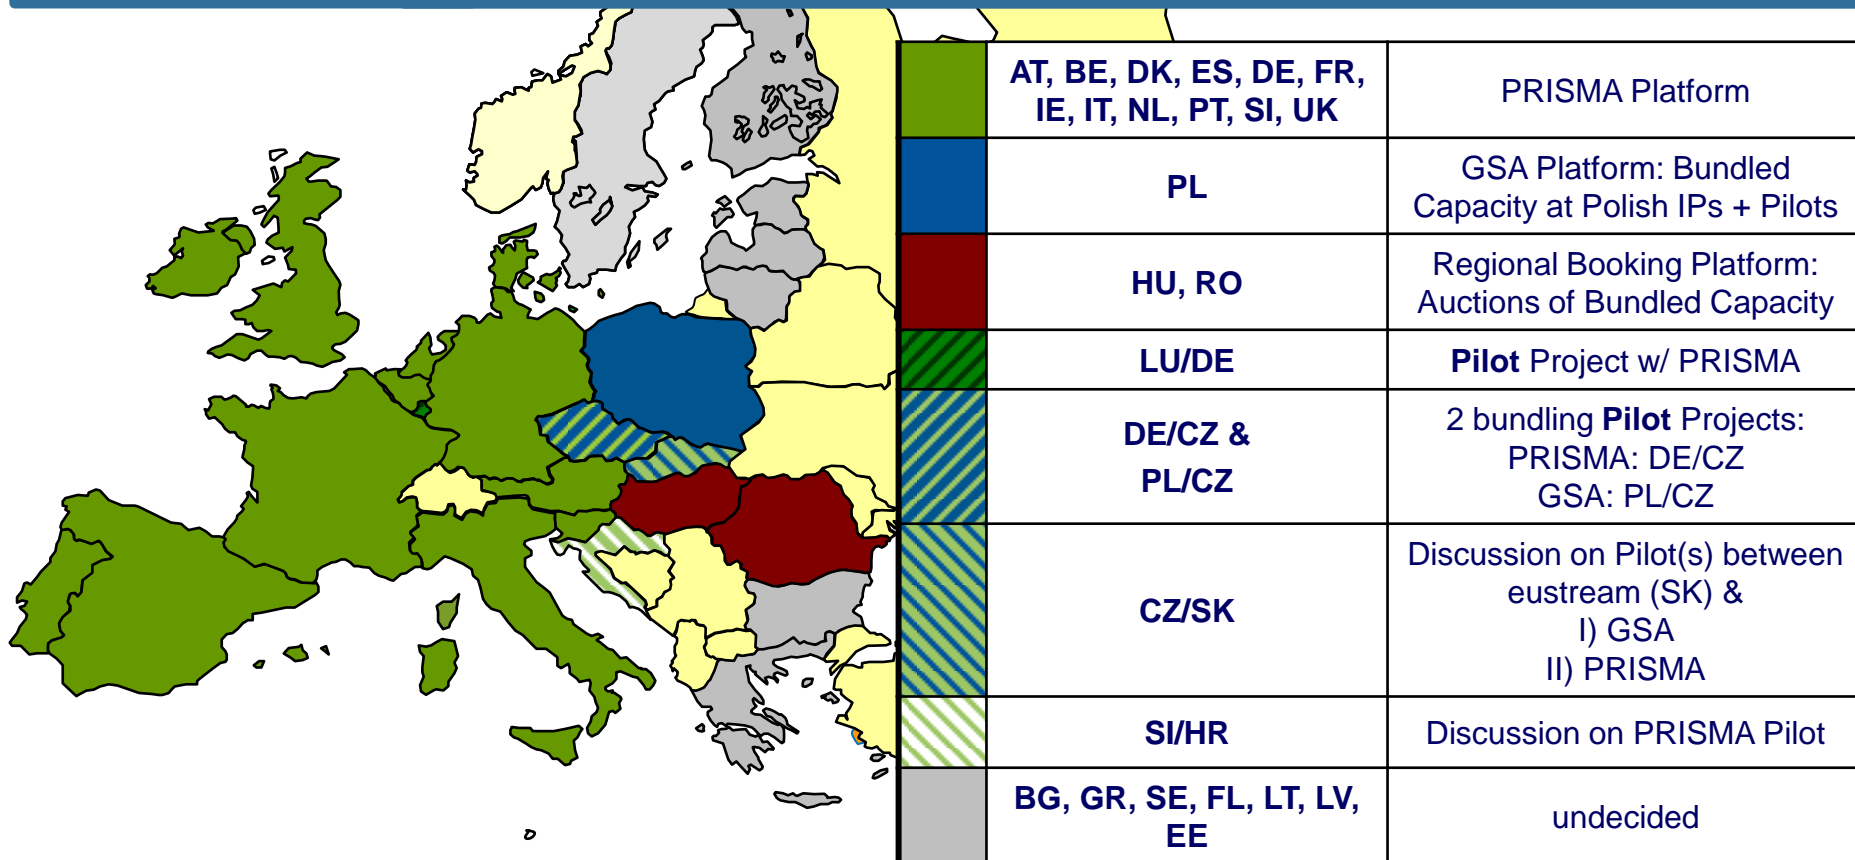 AT, BE, DK, ES, DE, FR,
IE, IT, NL, PT, SI, UK
PRISMA Platform
PL
GSA Platform: Bundled
Capacity at Polish IPs + Pilots
HU, RO
Regional Booking Platform:
Auctions of Bundled Capacity
LU/DE
Pilot Project w/ PRISMA
DE/CZ &
PL/CZ
2 bundling Pilot Projects:
PRISMA: DE/CZ
GSA: PL/CZ
CZ/SK
Discussion on Pilot(s) between
eustream (SK) &
I) GSA
II) PRISMA
SI/HR
Discussion on PRISMA Pilot
BG, GR, SE, FL, LT, LV,
EE
undecided